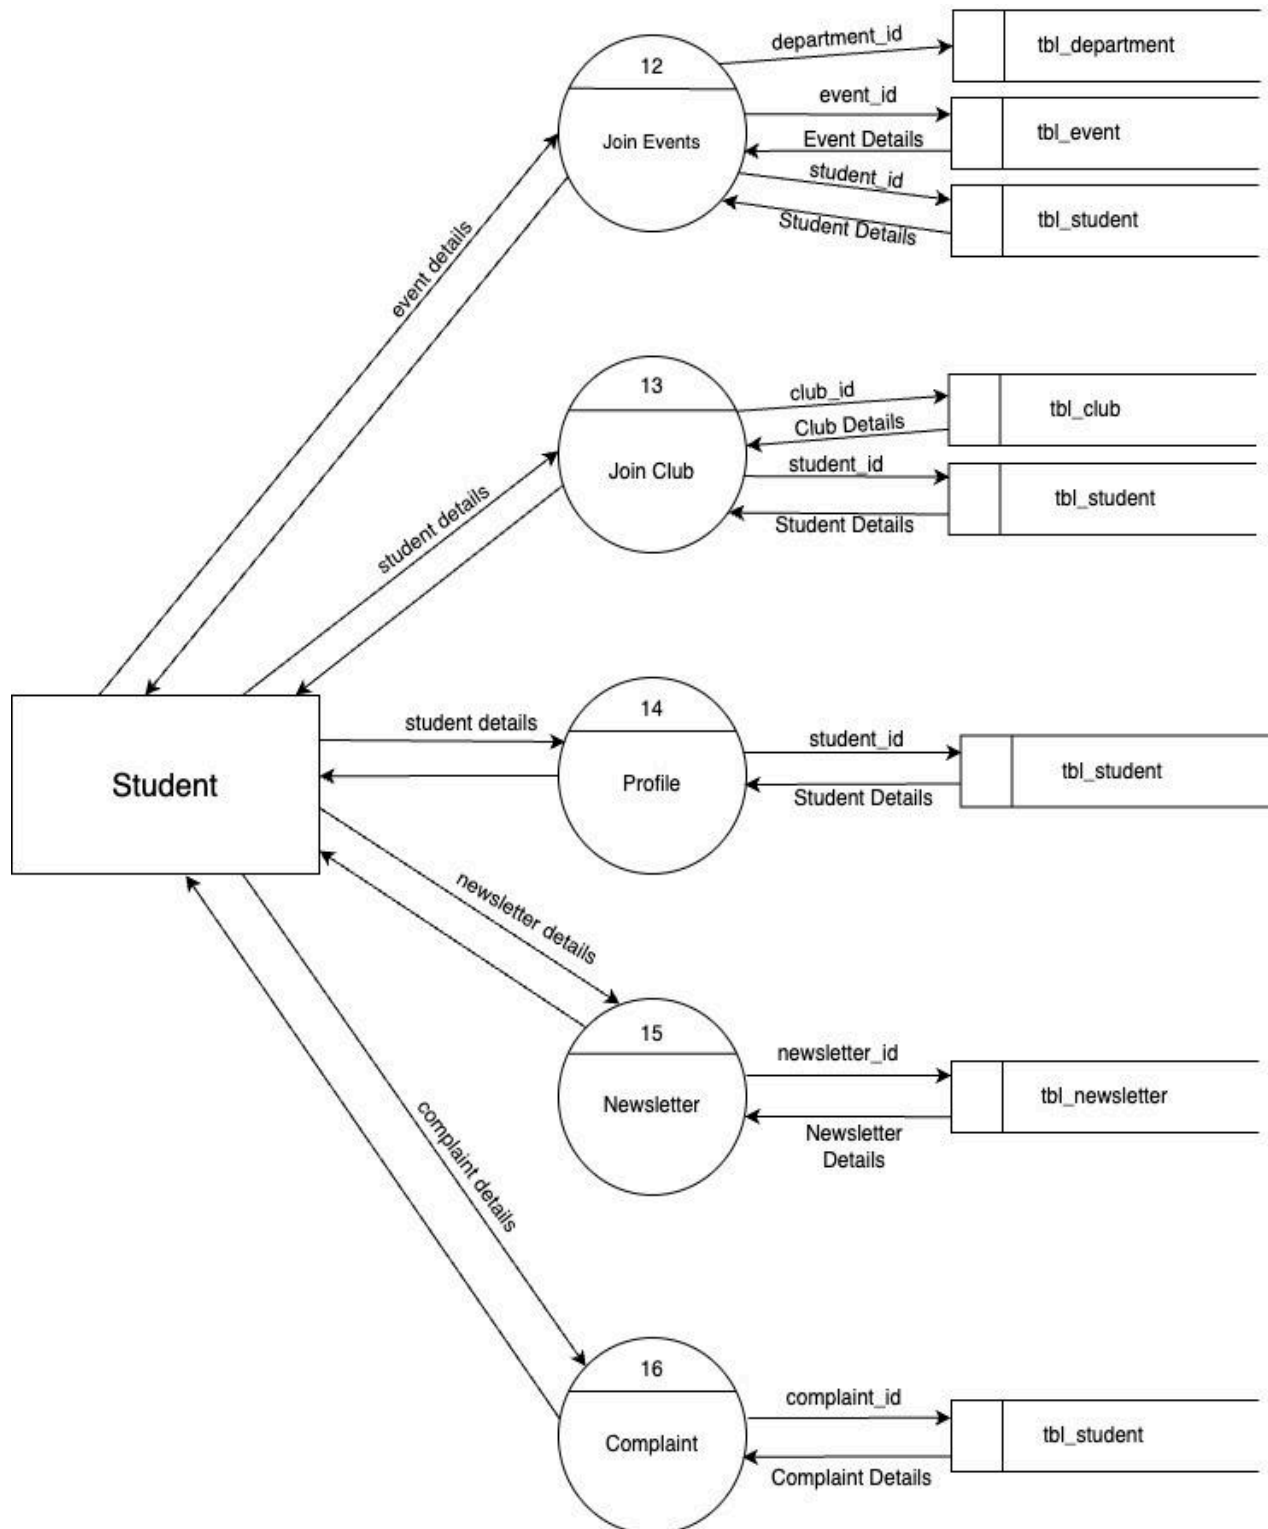 department_id
tbl_department
12
event_id
tbl_event
Join Events
Event Details
student_id
tbl_student
Student Details
event details
13
club_id
tbl_club
Club Details
Join Club
student_id
tbl_student
student details
Student Details
14
student details
student_id
tbl_student
Student
Profile
Student Details
newsletter details
15
newsletter_id
tbl_newsletter
Newsletter
Newsletter
Details
complaint details
16
complaint_id
tbl_student
Complaint
Complaint Details